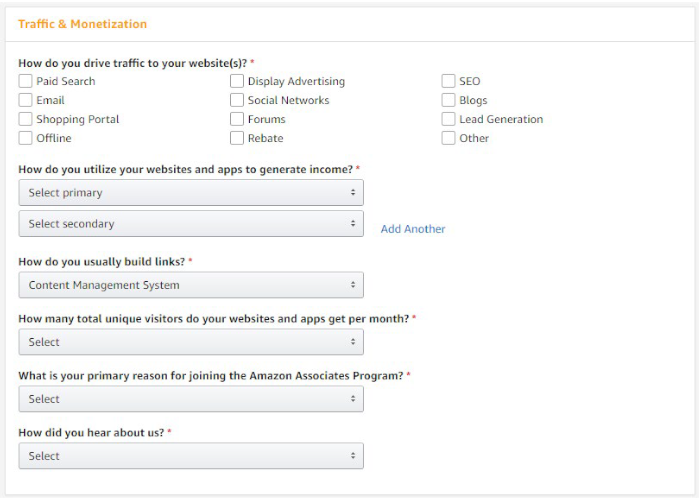 Traffic & Monetization
How do you drive traffic to your website(s)? *
Paid Search Display Advertising SEO
Email Social Networks Blogs
Shopping Portal Forums Lead Generation
Offline Rebate Other
How do you utilize your websites and apps to generate income? *
Select primary
Select secondary Add Another
How do you usually build links? *
Content Management System
How many total unique visitors do your websites and apps get per month? *
Select
What is your primary reason for joining the Amazon Associates Program? *
Select
How did you hear about us? *
Select